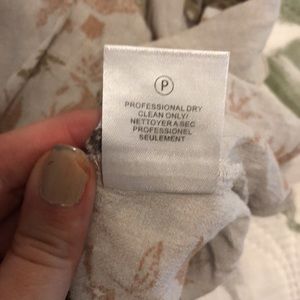 P
PROFESSIONAL DRY
CLEAN ONLY/
NETTOYER A SEC
PROFESSIONEL
SEULEMENT